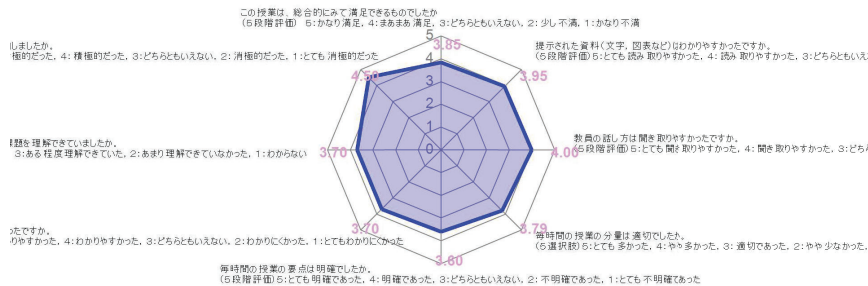 この授業は、総合的にみて満足できるものでしたか
(5段階評価) 5:かなり満足, 4:まあまあ満足, 3:どちらともいえない, 2:少し不満, 1:かなり不満
5
3.85
しましたか。
極的だった, 4: 積極的だった, 3:どちらともいえない, 2: 消極的だった, 1:とても 消極的だった
4.50
提示された資料(文字, 図表など)はわかりやすかったですか。
(5段階評価)5:とても読み取りやすかった, 4: 読み取りやすかった, 3:どちらともいえ
3.95
4
3
2
1
0
課題を理解できていましたか。
3:ある程度理解できていた, 2:あまり理解できていなかった, 1:わからない
3.70
教員の話し方は聞き取りやすかったですか。
(5段階評価)5:とても聞き取りやすかった, 4: 聞き取りやすかった, 3:どち
4.00
ったですか。
りやすかった, 4:わかりやすかった, 3:どちらともいえない, 2:わかりにくかった, 1:とてもわかりにくかった
3.70
毎時間の授業の分量は適切でしたか。
(5選択肢)5:とても多かった, 4:やや多かった, 3: 適切であった, 2:やや少なかった,
3.79
毎時間の授業の要点は明確でしたか。
(5段階評価)5:とても明確であった, 4: 明確であった, 3:どちらともいえない, 2: 不明確であった, 1:とても不明確であった
3.60